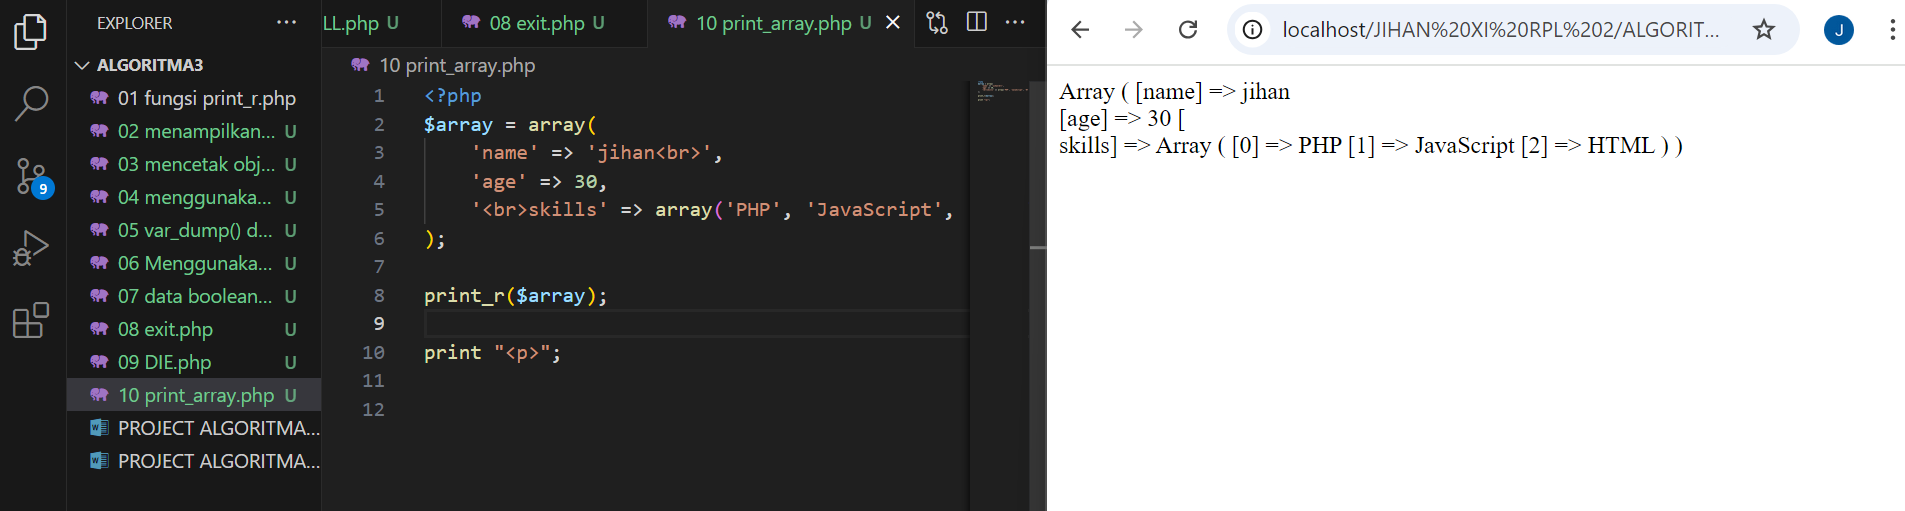 EXPLORER
ALGORITMA3
01 fungsi print_r.php
02 menampilkan... U
03 mencetak obj... U
04 menggunaka... U
05 var_dump() d... U
06 Menggunaka... U
07 data boolean... U
08 exit.php U
09 DIE.php U
10 print_array.php U
PROJECT ALGORITMA...
PROJECT ALGORITMA...
9
LL.php U
08 exit.php U
10 print_array.php U
10 print_array.php
1 <?php
2 $array = array(
3 'name' => 'jihan<br>',
4 'age' => 30,
5 '<br>skills' => array('PHP', 'JavaScript',
6 );
7
8 print_r($array);
9
10 print "<p>";
11
12
localhost/JIHAN%20XI%20RPL%202/ALGORIT...
J
Array ( [name] => jihan
[age] => 30 [
skills] => Array ( [0] => PHP [1] => JavaScript [2] => HTML ) )